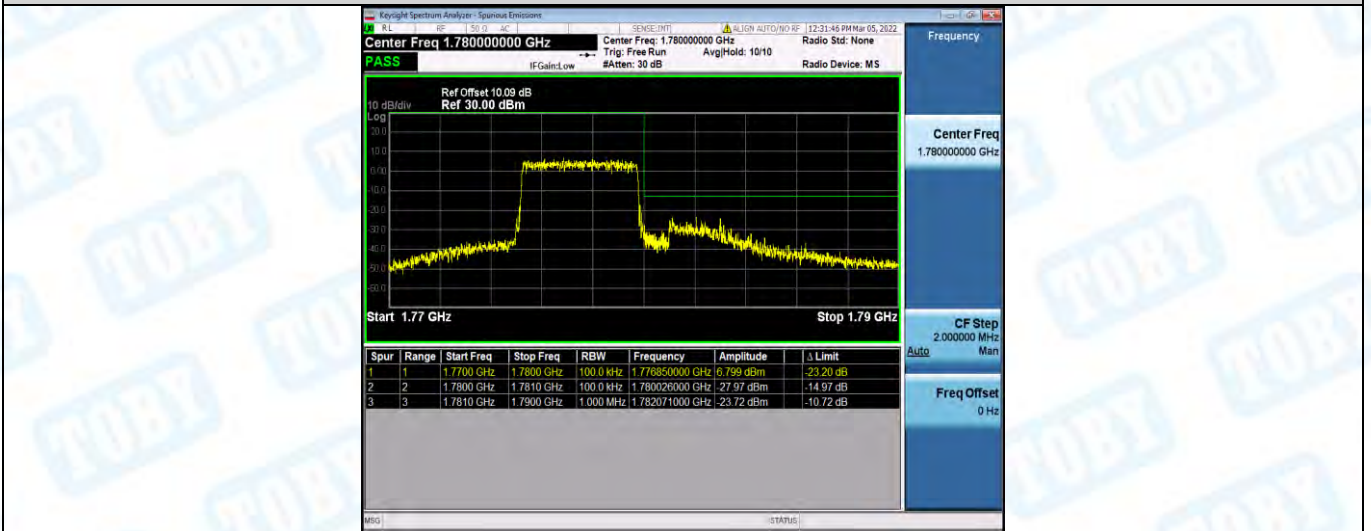 Keysight Spectrum Analyzer - Spurious Emissions
RL RF 50 Ω AC SENSE:INT ALIGN AUTO/NO RF 12:31:46 PM Mar 05, 2022
Center Freq 1.780000000 GHz
Center Freq: 1.780000000 GHz
Radio Std: None
Trig: Free Run Avg|Hold: 10/10
PASS
IFGain:Low
#Atten: 30 dB
Radio Device: MS
Ref Offset 10.09 dB
10 dB/div Ref 30.00 dBm
Log
20.0
10.0
0.00
-10.0
-20.0
-30.0
-40.0
-50.0
-60.0
Start 1.77 GHz Stop 1.79 GHz
Spur Range Start Freq Stop Freq RBW Frequency Amplitude Δ Limit
1 1 1.7700 GHz 1.7800 GHz 100.0 kHz 1.776850000 GHz 6.799 dBm -23.20 dB
2 2 1.7800 GHz 1.7810 GHz 100.0 kHz 1.780026000 GHz -27.97 dBm -14.97 dB
3 3 1.7810 GHz 1.7900 GHz 1.000 MHz 1.782071000 GHz -23.72 dBm -10.72 dB
MSG STATUS
Frequency
Center Freq
1.780000000 GHz
CF Step
2.000000 MHz
Auto Man
Freq Offset
0 Hz
TOBY
TOBY
TOBY
TOBY
TOBY
TOBY